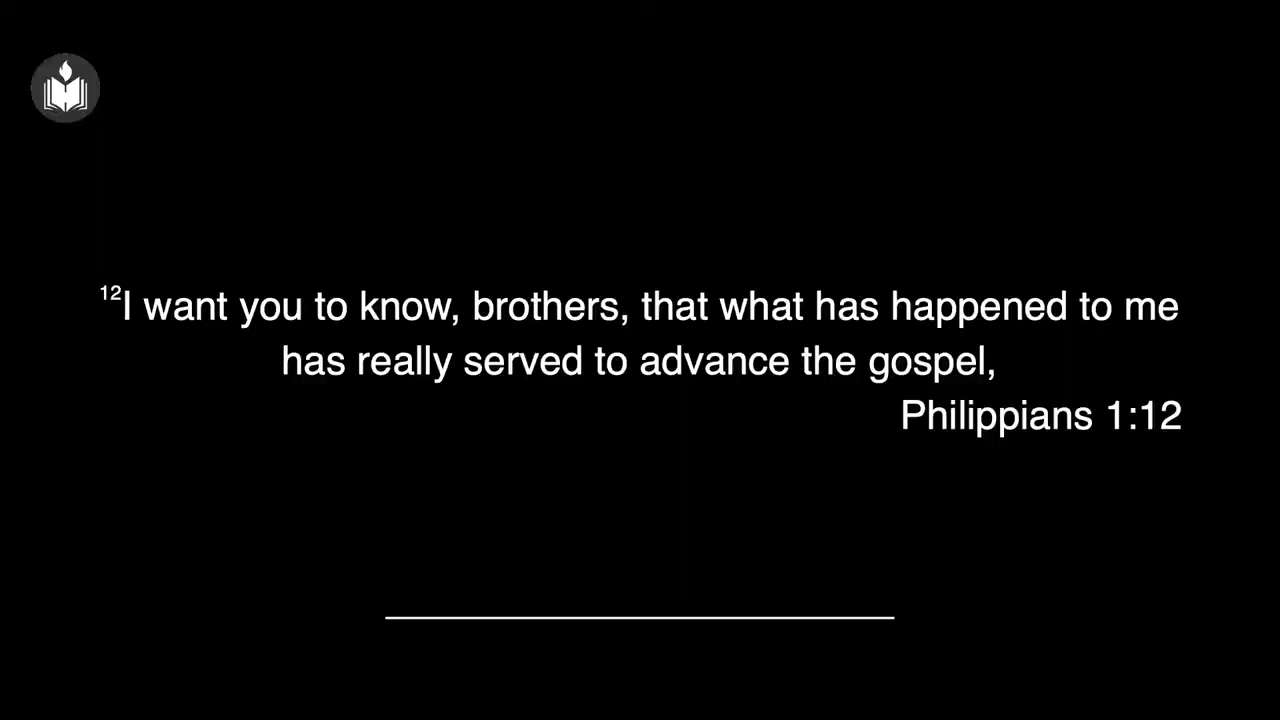 12I want you to know, brothers, that what has happened to me
has really served to advance the gospel,
Philippians 1:12